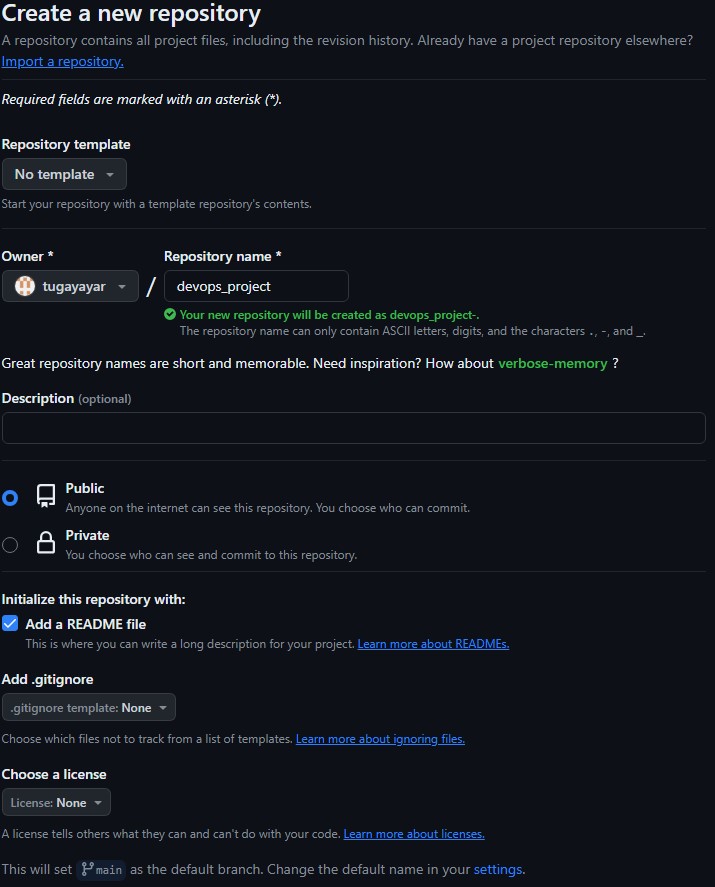 Create a new repository
A repository contains all project files, including the revision history. Already have a project repository elsewhere?
Import a repository.
Required fields are marked with an asterisk (*).
Repository template
No template
Start your repository with a template repository's contents.
Owner * Repository name *
tugayayar / devops_project
Your new repository will be created as devops_project-.
The repository name can only contain ASCII letters, digits, and the characters ., -, and _.
Great repository names are short and memorable. Need inspiration? How about verbose-memory ?
Description (optional)
Public
Anyone on the internet can see this repository. You choose who can commit.
Private
You choose who can see and commit to this repository.
Initialize this repository with:
Add a README file
This is where you can write a long description for your project. Learn more about READMEs.
Add .gitignore
.gitignore template: None
Choose which files not to track from a list of templates. Learn more about ignoring files.
Choose a license
License: None
A license tells others what they can and can't do with your code. Learn more about licenses.
This will set main as the default branch. Change the default name in your settings.